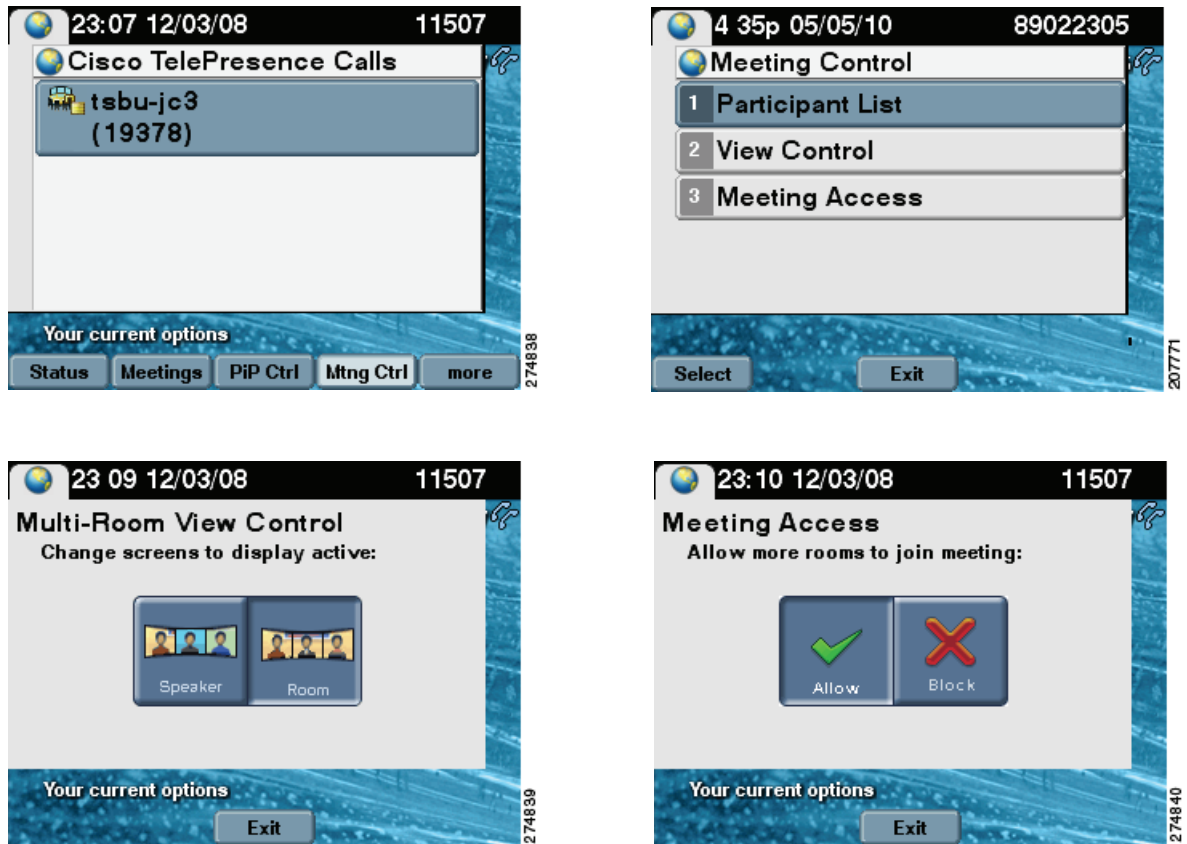 23:07 12/03/08 11507
Cisco TelePresence Calls
tsbu-jc3
(19378)
Your current options
Status Meetings PiP Ctrl Mtng Ctrl more
274838
4 35p 05/05/10 89022305
Meeting Control
1 Participant List
2 View Control
3 Meeting Access
Select Exit
207771
23 09 12/03/08 11507
Multi-Room View Control
Change screens to display active:
Speaker Room
Your current options
Exit
274839
23:10 12/03/08 11507
Meeting Access
Allow more rooms to join meeting:
Allow Block
Your current options
Exit
274840